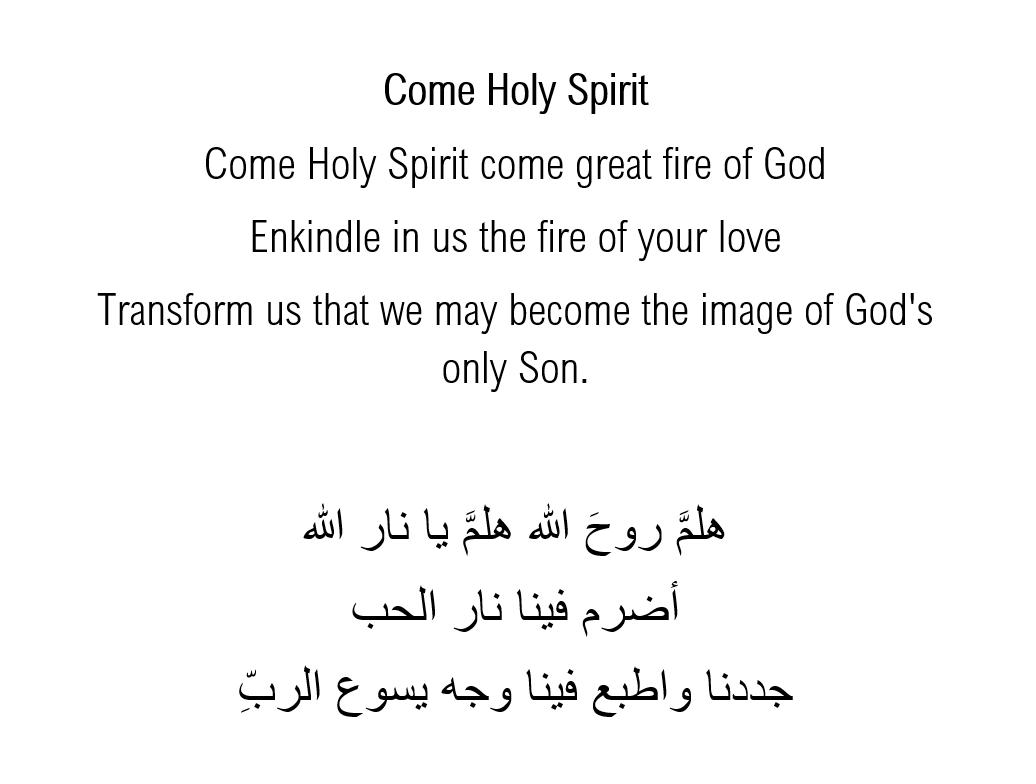 Come Holy Spirit
Come Holy Spirit come great fire of God
Enkindle in us the fire of your love
Transform us that we may become the image of God's
only Son.
هلمَّ روحَ الله هلمَّ يا نار الله
أضرم فينا نار الحب
جددنا واطبع فينا وجه يسوع الربِّ